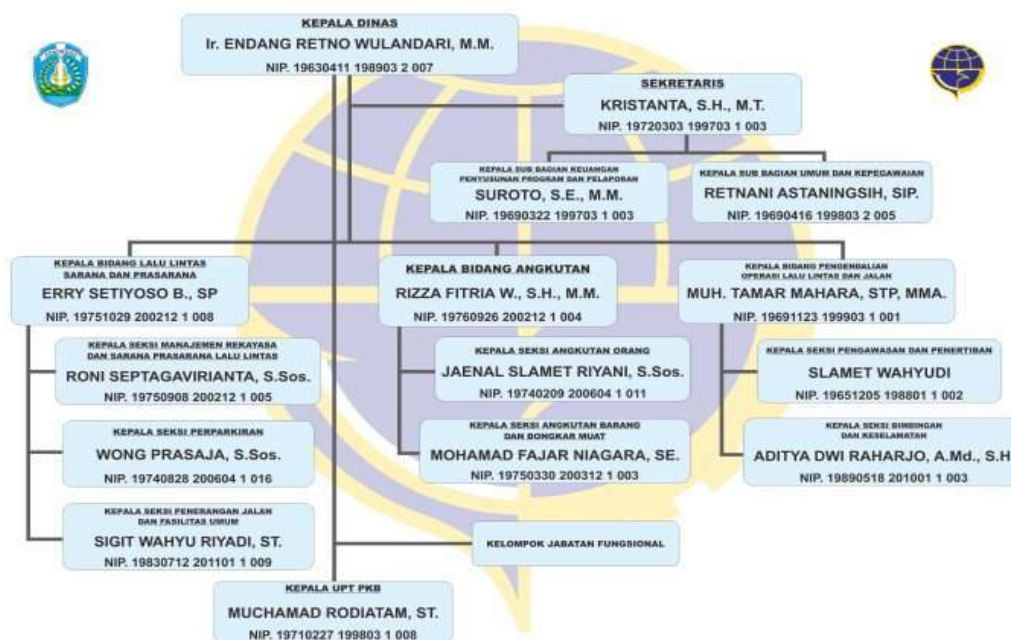 KEPALA DINAS
Ir. ENDANG RETNO WULANDARI, M.M.
NIP. 19630411 198903 2 007
SEKRETARIS
KRISTANTA, S.H., M.T.
NIP. 19720303 199703 1 003
KEPALA SUB BAGIAN KEUANGAN
PENYUSUNAN PROGRAM DAN PELAPORAN
SUROTO, S.E., M.M.
NIP. 19690322 199703 1 003
KEPALA SUB BAGIAN UMUM DAN KEPEGAWAIAN
RETNANI ASTANINGSIH, SIP.
NIP. 19690416 199803 2 005
KEPALA BIDANG LALU LINTAS
SARANA DAN PRASARANA
ERRY SETIYOSO B., SP
NIP. 19751029 200212 1 008
KEPALA BIDANG ANGKUTAN
RIZZA FITRIA W., S.H., M.M.
NIP. 19760926 200212 1 004
KEPALA BIDANG PENGENDALIAN
OPERASI LALU LINTAS DAN JALAN
MUH. TAMAR MAHARA, STP, MMA.
NIP. 19691123 199903 1 001
KEPALA SEKSI MANAJEMEN REKAYASA
DAN SARANA PRASARANA LALU LINTAS
RONI SEPTAGAVIRIANTA, S.Sos.
NIP. 19750908 200212 1 005
KEPALA SEKSI ANGKUTAN ORANG
JAENAL SLAMET RIYANI, S.Sos.
NIP. 19740209 200604 1 011
KEPALA SEKSI PENGAWASAN DAN PENERTIBAN
SLAMET WAHYUDI
NIP. 19651205 198801 1 002
KEPALA SEKSI PERPARKIRAN
WONG PRASAJA, S.Sos.
NIP. 19740828 200604 1 016
KEPALA SEKSI ANGKUTAN BARANG
DAN BONGKAR MUAT
MOHAMAD FAJAR NIAGARA, SE.
NIP. 19750330 200312 1 003
KEPALA SEKSI BIMBINGAN
DAN KESELAMATAN
ADITYA DWI RAHARJO, A.Md., S.H
NIP. 19890518 201001 1 003
KEPALA SEKSI PENERANGAN JALAN
DAN FASILITAS UMUM
SIGIT WAHYU RIYADI, ST.
NIP. 19830712 201101 1 009
KELOMPOK JABATAN FUNGSIONAL
KEPALA UPT PKB
MUCHAMAD RODIATAM, ST.
NIP. 19710227 199803 1 008